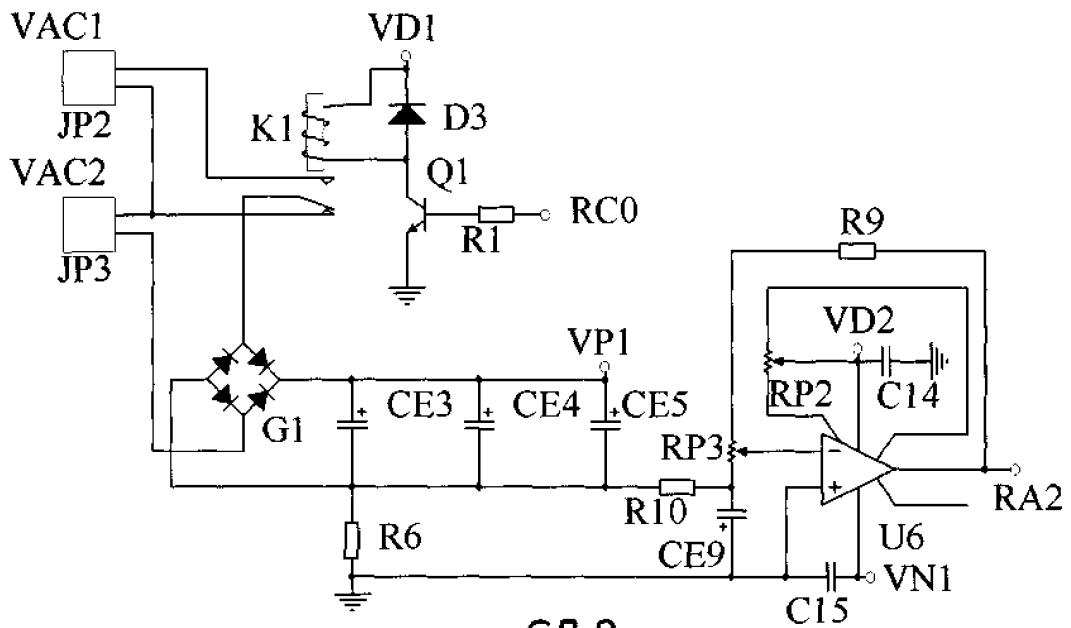 VAC1
JP2
VAC2
JP3
VD1
K1
D3
Q1
R1
RC0
R9
VD2
C14
RP2
G1
VP1
CE3
CE4
CE5
RP3
R10
RA2
R6
CE9
U6
C15
VN1